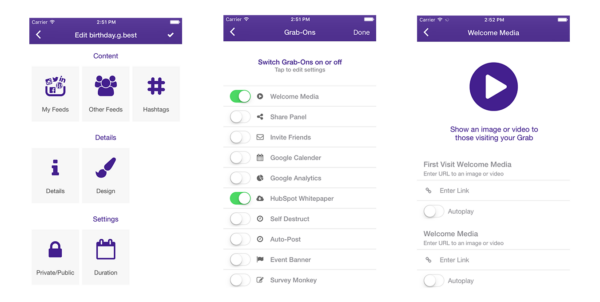 Carrier 2:51 PM
Edit birthday.g.best
Content
My Feeds Other Feeds Hashtags
Details
Details Design
Settings
Private/Public Duration
Carrier 2:51 PM
Grab-Ons Done
Switch Grab-Ons on or off
Tap to edit settings
Welcome Media
Share Panel
Invite Friends
Google Calender
Google Analytics
HubSpot Whitepaper
Self Destruct
Auto-Post
Event Banner
Survey Monkey
Carrier 2:52 PM
Welcome Media
Show an image or video to
those visiting your Grab
First Visit Welcome Media
Enter URL to an image or video
Enter Link
Autoplay
Welcome Media
Enter URL to an image or video
Enter Link
Autoplay